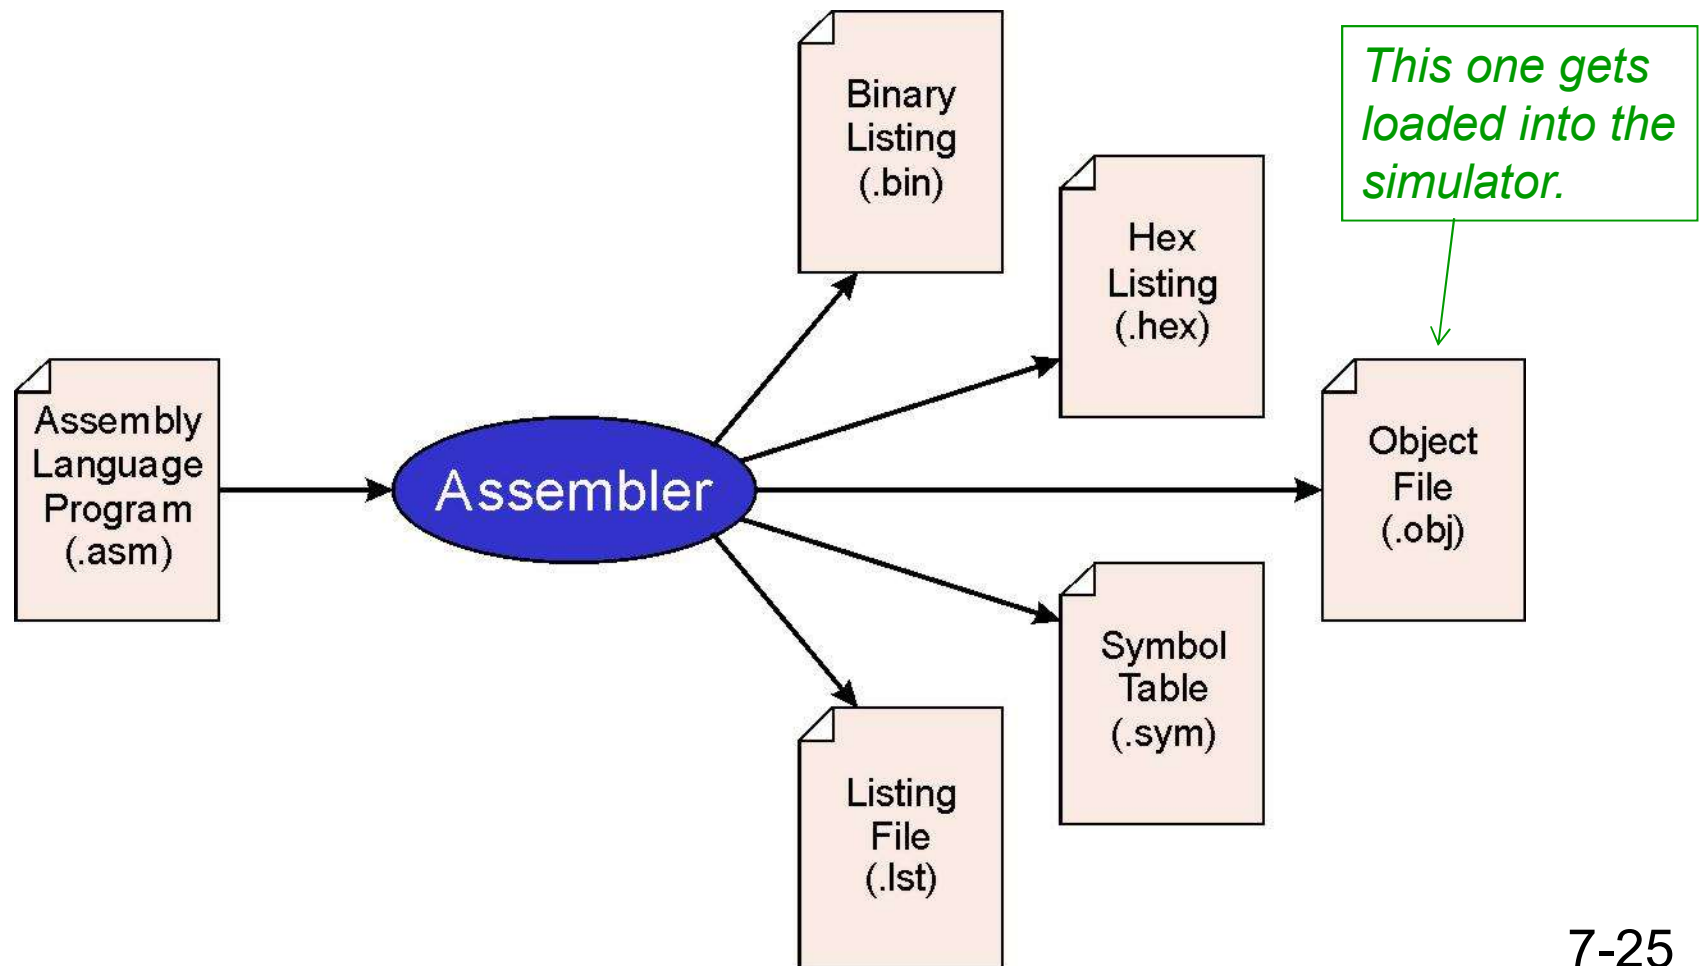 Binary
Listing
(.bin)
This one gets
loaded into the
simulator.
Hex
Listing
(.hex)
Assembly
Language
Program
(.asm)
Assembler
Object
File
(.obj)
Symbol
Table
(.sym)
Listing
File
(.lst)
7-25